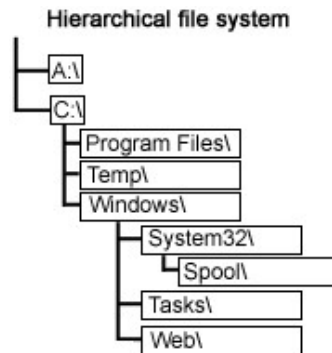 Hierarchical file system
A:\
C:\
Program Files\
Temp\
Windows\
System32\
Spool\
Tasks\
Web\